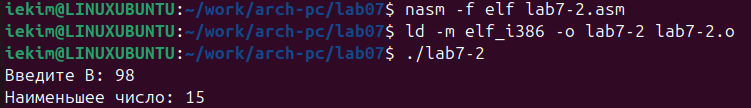 iekim@LINUXUBUNTU:~/work/arch-pc/lab07$ nasm -f elf lab7-2.asm
iekim@LINUXUBUNTU:~/work/arch-pc/lab07$ ld -m elf_i386 -o lab7-2 lab7-2.o
iekim@LINUXUBUNTU:~/work/arch-pc/lab07$ ./lab7-2
Введите B: 98
Наименьшее число: 15